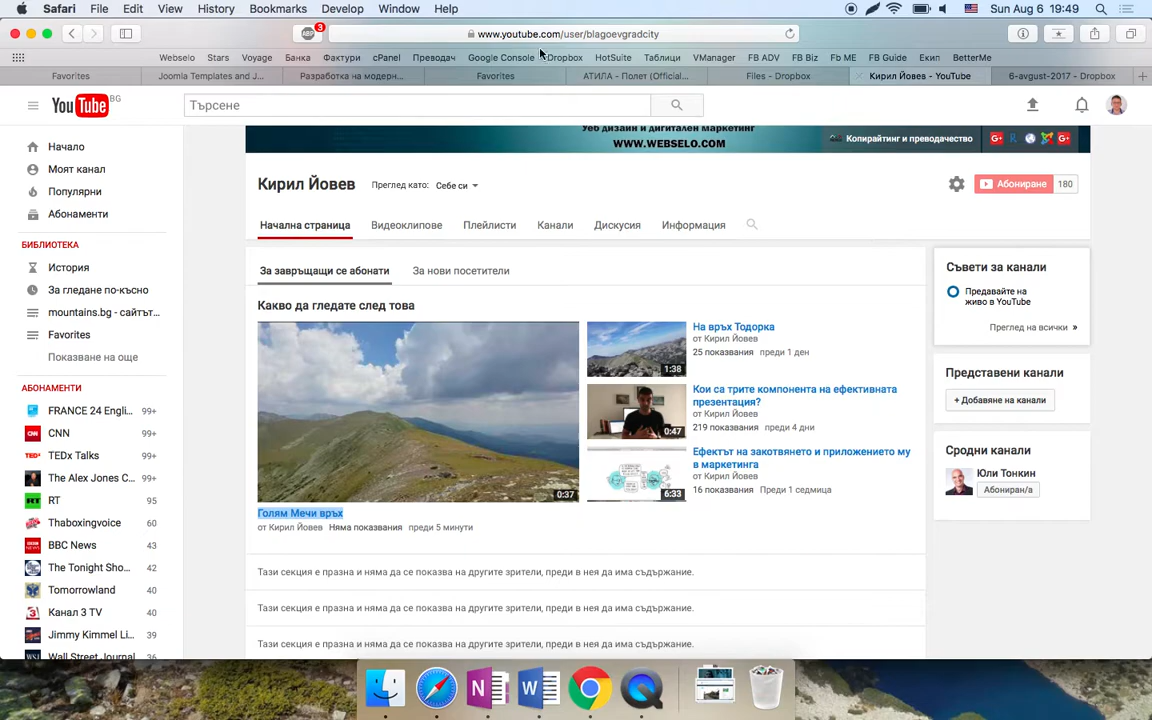 Safari File Edit View History Bookmarks Develop Window Help Sun Aug 6 19:49
ABP 3 www.youtube.com/user/blagoevgradcity
Webselo Stars Voyage Банка Фактури cPanel Преводач Google Console Dropbox HotSuite Таблици VManager FB ADV FB Biz Fb ME FB Guide Екип BetterMe
Favorites Joomla Templates and J... Разработка на модерн... Favorites АТИЛА - Полет (Official... Files - Dropbox Кирил Йовев - YouTube 6-avgust-2017 - Dropbox
YouTube BG Търсене
Начало
Моят канал
Популярни
Абонаменти
БИБЛИОТЕКА
История
За гледане по-късно
mountains.bg - сайтът...
Favorites
Показване на още
АБОНАМЕНТИ
FRANCE 24 Engli... 99+
CNN 99+
TEDx Talks 99+
The Alex Jones C... 99+
RT 95
Thaboxingvoice 60
BBC News 43
The Tonight Sho... 42
Tomorrowland 40
Канал 3 TV 40
Jimmy Kimmel Li... 39
Wall Street Journal 36
Уеб дизайн и дигитален маркетинг
WWW.WEBSELO.COM
Копирайтинг и преводачество
Кирил Йовев Преглед като: Себе си
Абониране 180
Начална страница Видеоклипове Плейлисти Канали Дискусия Информация
За завръщащи се абонати За нови посетители
Какво да гледате след това
0:37
Голям Мечи връх
от Кирил Йовев Няма показвания преди 5 минути
1:38
На връх Тодорка
от Кирил Йовев
25 показвания преди 1 ден
0:47
Кои са трите компонента на ефективната
презентация?
от Кирил Йовев
219 показвания преди 4 дни
6:33
Ефектът на закотвянето и приложението му
в маркетинга
от Кирил Йовев
16 показвания Преди 1 седмица
Тази секция е празна и няма да се показва на другите зрители, преди в нея да има съдържание.
Тази секция е празна и няма да се показва на другите зрители, преди в нея да има съдържание.
Тази секция е празна и няма да се показва на другите зрители, преди в нея да има съдържание.
Съвети за канали
Предавайте на
живо в YouTube
Преглед на всички »
Представени канали
+ Добавяне на канали
Сродни канали
Юли Тонкин
Абониран/а